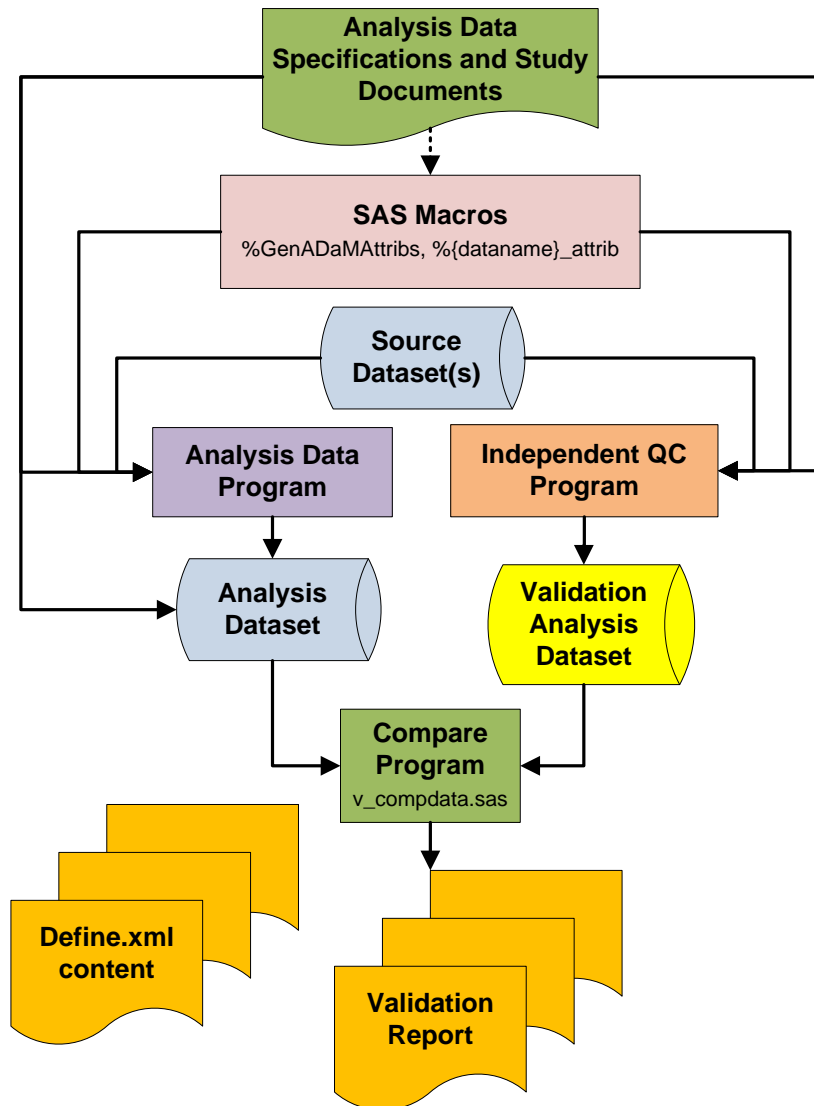 Analysis Data
Specifications and Study
Documents
SAS Macros
%GenADaMAttribs, %{dataname}_attrib
Source
Dataset(s)
Analysis Data
Program
Independent QC
Program
Analysis
Dataset
Validation
Analysis
Dataset
Compare
Program
v_compdata.sas
Define.xml
content
Validation
Report